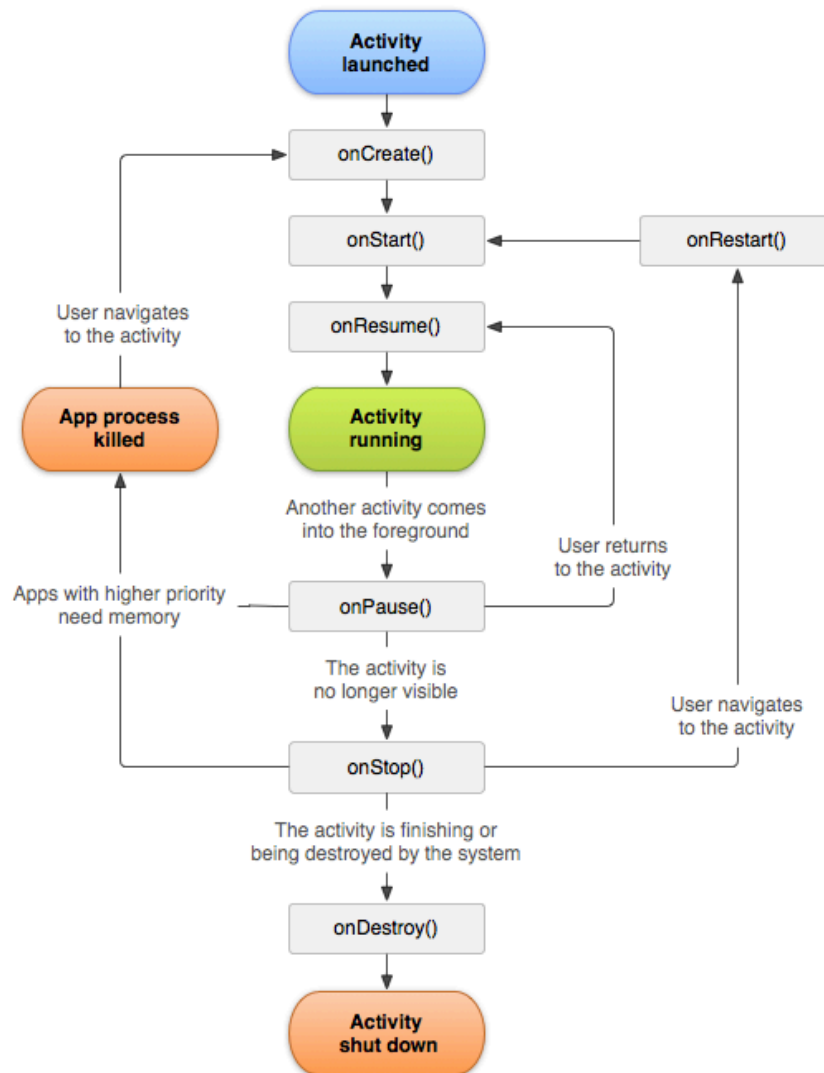 Activity
launched
onCreate()
onStart()
onRestart()
User navigates
to the activity
onResume()
App process
killed
Activity
running
Another activity comes
into the foreground
User returns
to the activity
Apps with higher priority
need memory
onPause()
The activity is
no longer visible
User navigates
to the activity
onStop()
The activity is finishing or
being destroyed by the system
onDestroy()
Activity
shut down